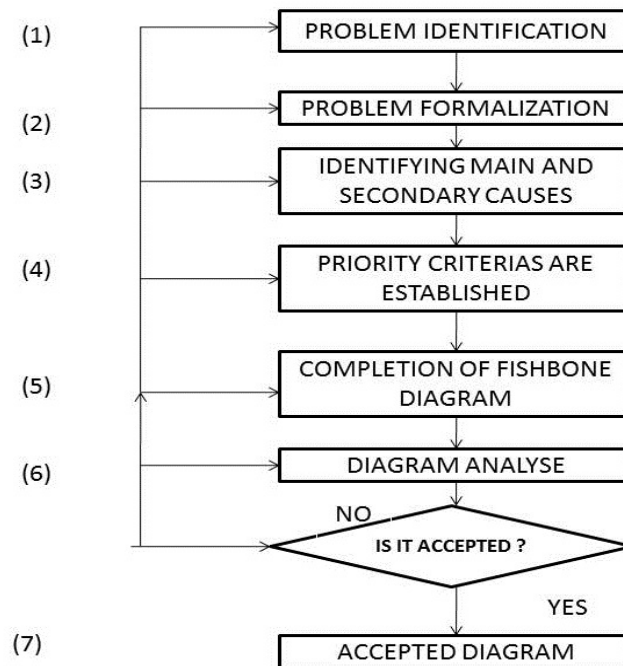 (1) PROBLEM IDENTIFICATION
(2) PROBLEM FORMALIZATION
(3) IDENTIFYING MAIN AND
SECONDARY CAUSES
(4) PRIORITY CRITERIAS ARE
ESTABLISHED
(5) COMPLETION OF FISHBONE
DIAGRAM
(6) DIAGRAM ANALYSE
NO
IS IT ACCEPTED ?
YES
(7) ACCEPTED DIAGRAM